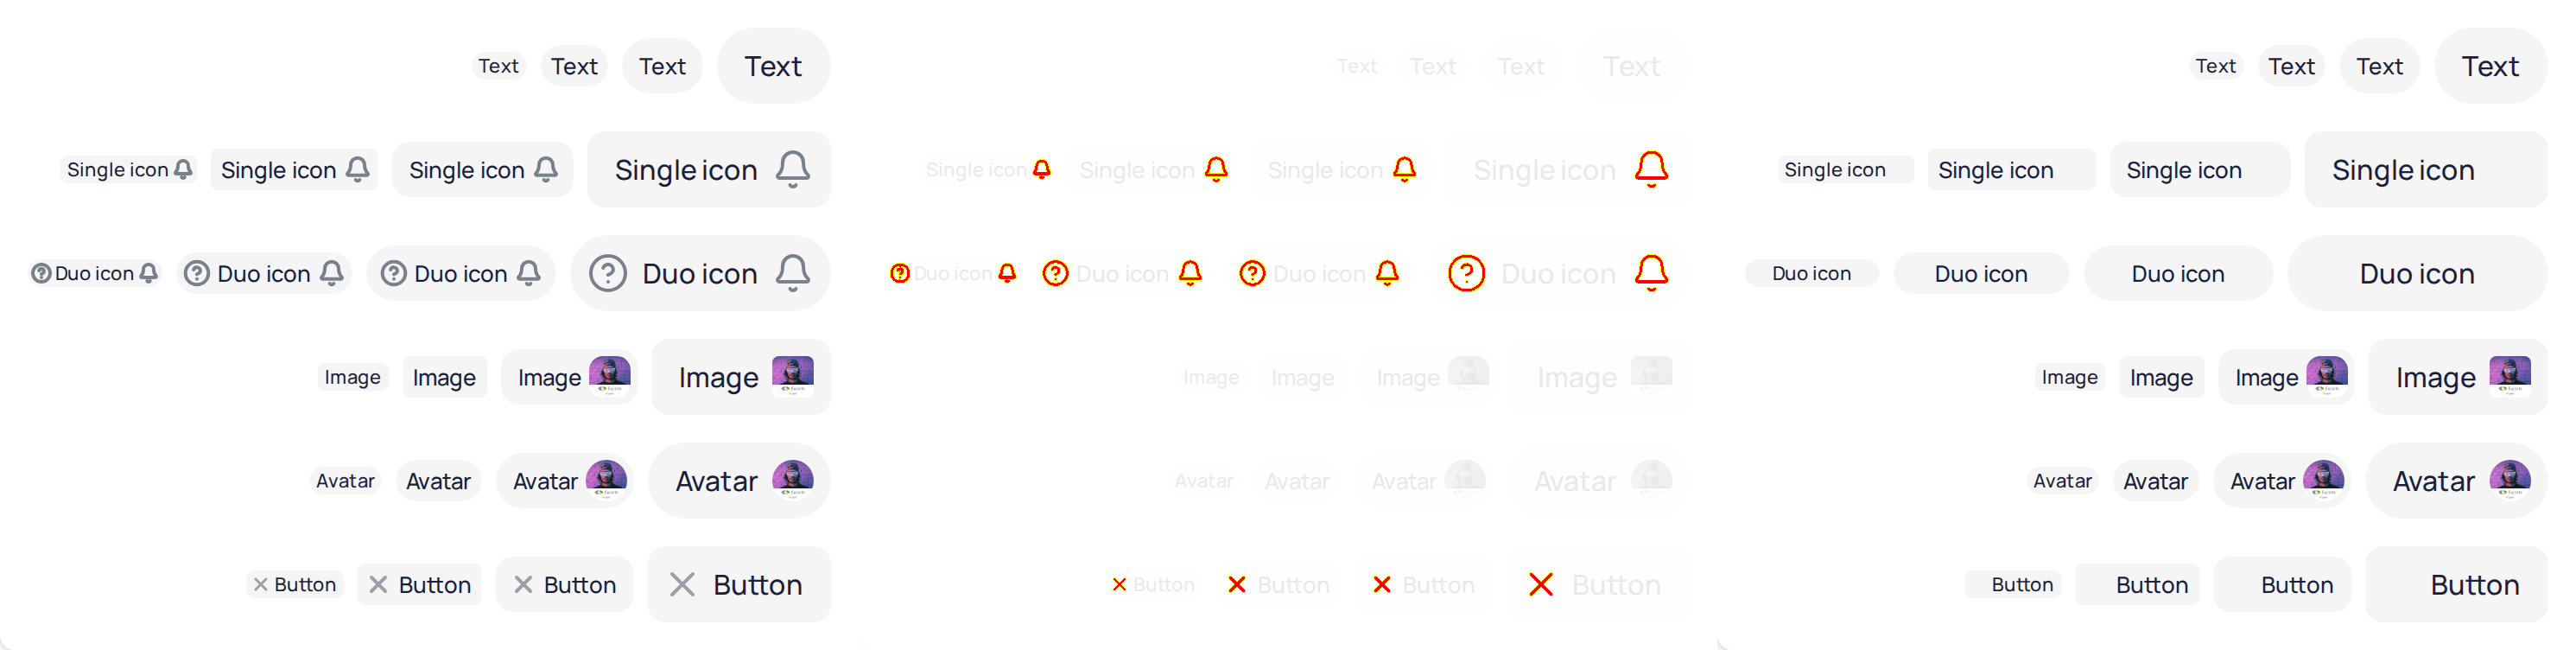 Text Text Text Text Text Text Text Text Text Text Text Text
Single icon Single icon Single icon Single icon Single icon Single icon Single icon Single icon Single icon Single icon Single icon Single icon
Duo icon Duo icon Duo icon Duo icon Duo icon Duo icon Duo icon Duo icon Duo icon Duo icon Duo icon Duo icon
Image Image Image Image Image Image Image Image Image Image Image Image
Avatar Avatar Avatar Avatar Avatar Avatar Avatar Avatar Avatar Avatar Avatar Avatar
Button Button Button Button Button Button Button Button Button Button Button Button